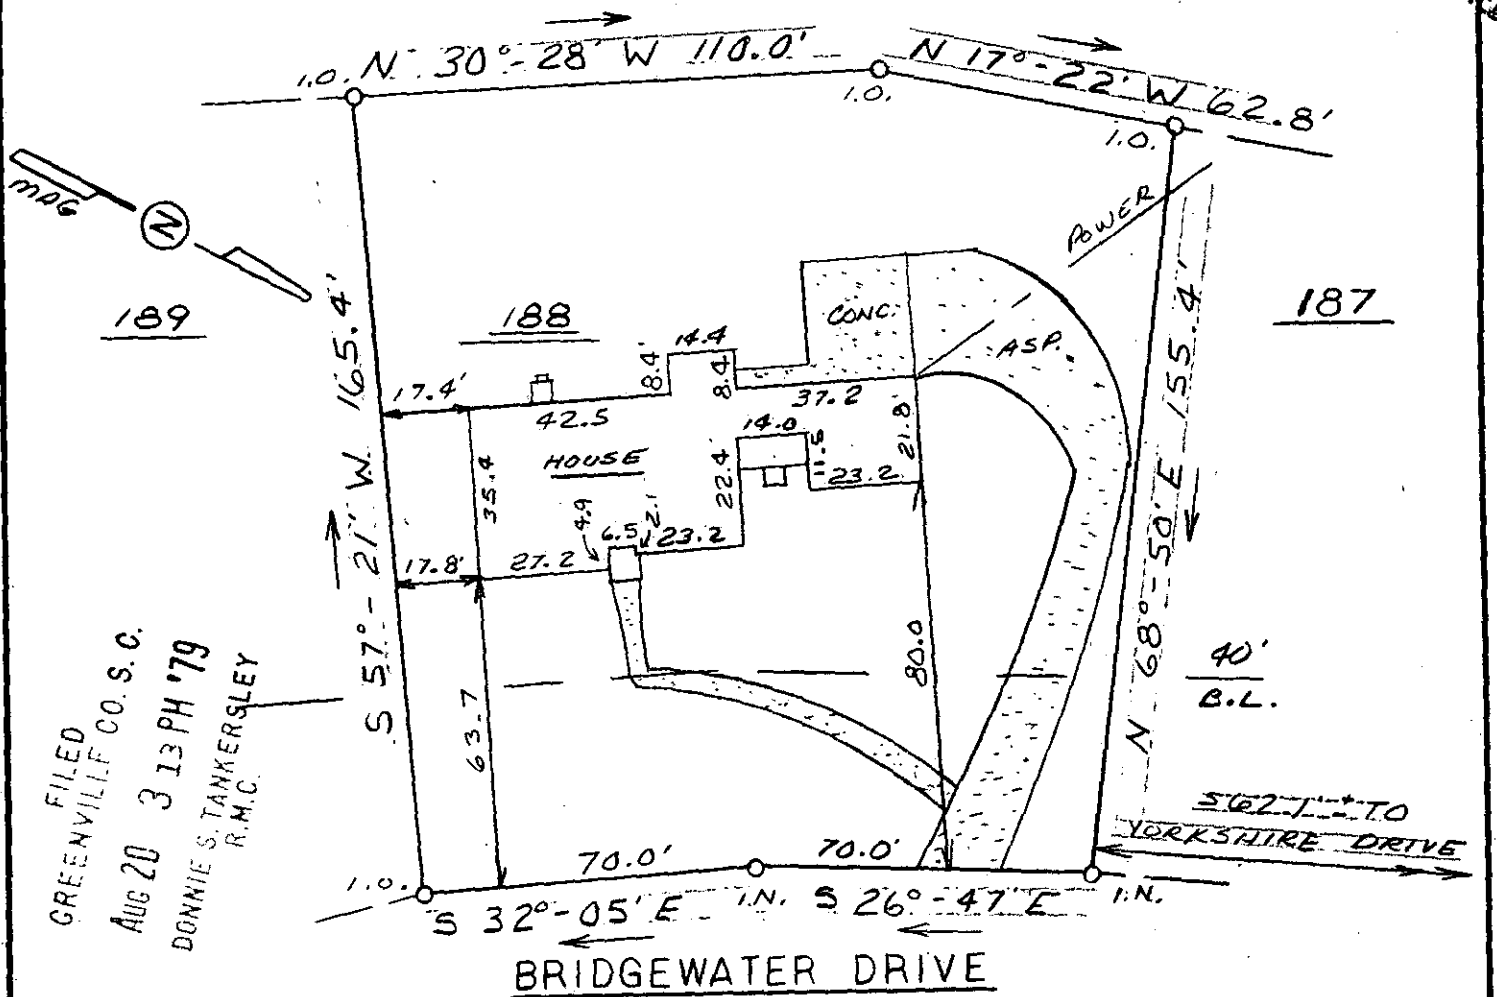 N 30°-28' W 110.0'
N 17°-22' W 62.8'
I.O.
I.O.
I.O.
MAG
N
POWER
189
188
187
S 57°-21' W 165.4'
N 68°-50' E 155.4'
CONC.
ASP.
14.4
8.4'
8.4
17.4'
42.5
37.2
14.0
11.5
21.8'
HOUSE
35.4
22.4'
23.2
4.9
6.5
2.1
23.2
17.8'
27.2
63.7
80.0
40'
B.L.
FILED
GREENVILLE CO. S. C.
AUG 20 3 13 PH '79
DONNIE S. TANKERSLEY
R.M.C.
562.1'± TO
YORKSHIRE DRIVE
70.0'
70.0'
I.O.
S 32°-05' E
I.N.
S 26°-47' E
I.N.
BRIDGEWATER DRIVE